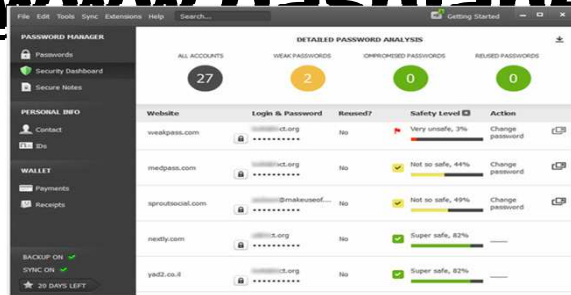 File Edit Tools Sync Extensions Help Search... Getting Started
PASSWORD MANAGER
Passwords
Security Dashboard
Secure Notes
PERSONAL INFO
Contact
IDs
WALLET
Payments
Receipts
BACKUP ON
SYNC ON
20 DAYS LEFT
DETAILED PASSWORD ANALYSIS
ALL ACCOUNTS WEAK PASSWORDS OMPROMISED PASSWORDS REUSED PASSWORDS
27 2 0 0
Website Login & Password Reused? Safety Level Action
weakpass.com ct.org No Very unsafe, 3% Change
password
medpass.com ct.org No Not so safe, 44% Change
password
sproutsocial.com @makeuseof... No Not so safe, 49% Change
password
nextly.com t.org No Super safe, 82%
yad2.co.il ct.org No Super safe, 82%